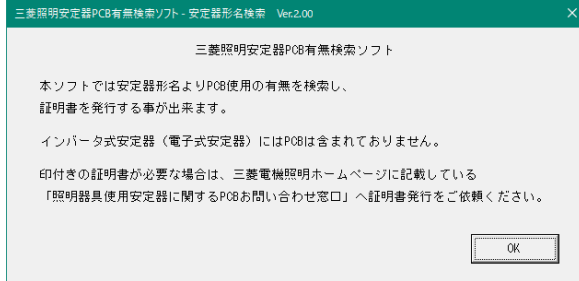 三菱照明安定器PCB有無検索ソフト - 安定器形名検索　Ver.2.00
三菱照明安定器PCB有無検索ソフト
本ソフトでは安定器形名よりPCB使用の有無を検索し、
証明書を発行する事が出来ます。
インバータ式安定器（電子式安定器）にはPCBは含まれておりません。
印付きの証明書が必要な場合は、三菱電機照明ホームページに記載している
「照明器具使用安定器に関するPCBお問い合わせ窓口」へ証明書発行をご依頼ください。
OK